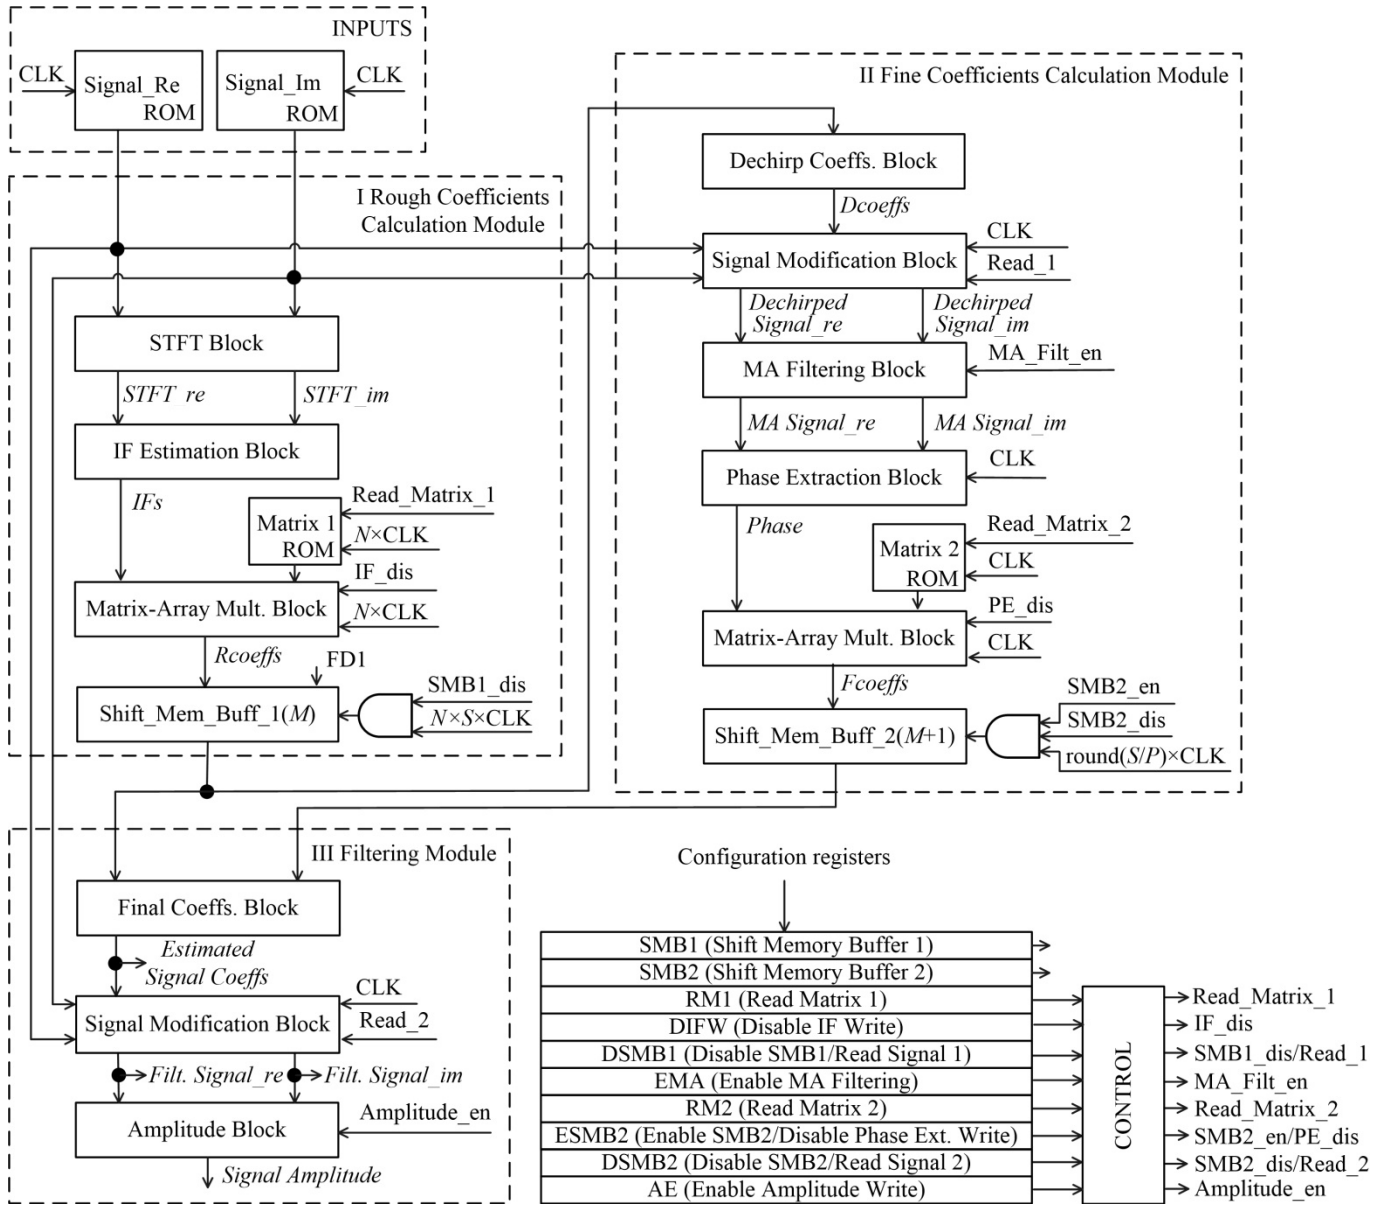 INPUTS
CLK
Signal_Re
ROM
Signal_Im
ROM
CLK
I Rough Coefficients
Calculation Module
STFT Block
STFT_re
STFT_im
IF Estimation Block
IFs
Matrix 1
ROM
Read_Matrix_1
N×CLK
IF_dis
Matrix-Array Mult. Block
N×CLK
Rcoeffs
FD1
Shift_Mem_Buff_1(M)
SMB1_dis
N×S×CLK
II Fine Coefficients Calculation Module
Dechirp Coeffs. Block
Dcoeffs
Signal Modification Block
CLK
Read_1
Dechirped
Signal_re
Dechirped
Signal_im
MA Filtering Block
MA_Filt_en
MA Signal_re
MA Signal_im
Phase Extraction Block
CLK
Phase
Matrix 2
ROM
Read_Matrix_2
CLK
PE_dis
Matrix-Array Mult. Block
CLK
Fcoeffs
Shift_Mem_Buff_2(M+1)
SMB2_en
SMB2_dis
round(S/P)×CLK
III Filtering Module
Final Coeffs. Block
Estimated
Signal Coeffs
Signal Modification Block
CLK
Read_2
Filt. Signal_re
Filt. Signal_im
Amplitude Block
Amplitude_en
Signal Amplitude
Configuration registers
SMB1 (Shift Memory Buffer 1)
SMB2 (Shift Memory Buffer 2)
RM1 (Read Matrix 1)
DIFW (Disable IF Write)
DSMB1 (Disable SMB1/Read Signal 1)
EMA (Enable MA Filtering)
RM2 (Read Matrix 2)
ESMB2 (Enable SMB2/Disable Phase Ext. Write)
DSMB2 (Disable SMB2/Read Signal 2)
AE (Enable Amplitude Write)
CONTROL
Read_Matrix_1
IF_dis
SMB1_dis/Read_1
MA_Filt_en
Read_Matrix_2
SMB2_en/PE_dis
SMB2_dis/Read_2
Amplitude_en